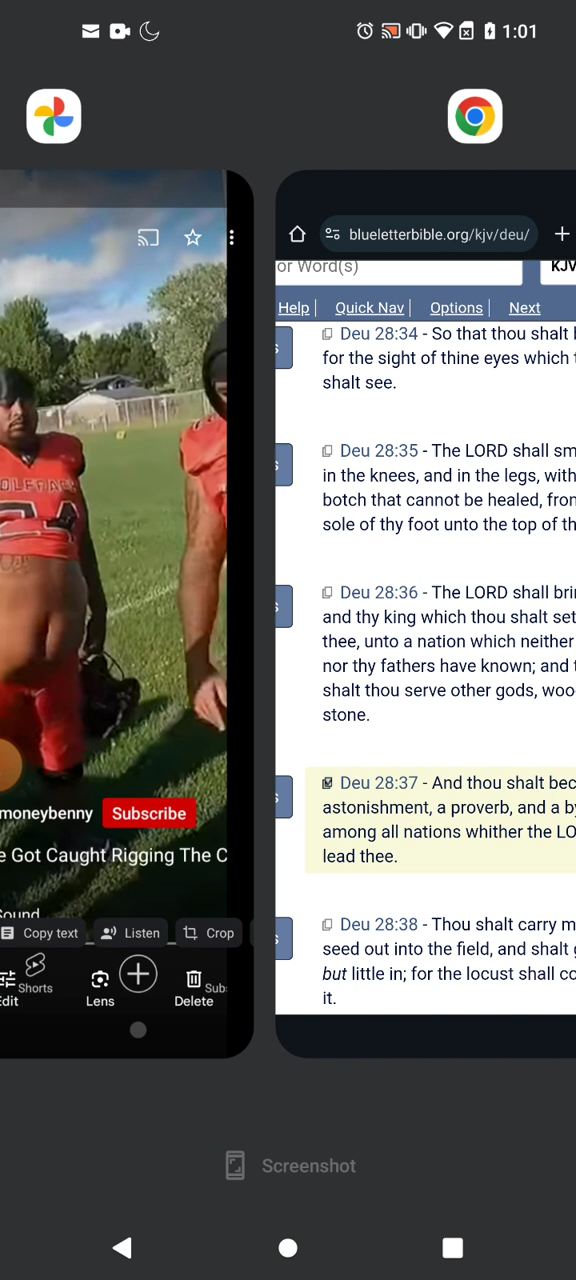 1:01
OLFPACK
24
moneybenny
Subscribe
e Got Caught Rigging The C
Sound
Copy text
Listen
Crop
Edit
Shorts
Lens
Delete
Subs
blueletterbible.org/kjv/deu/
or Word(s)
KJV
Help
Quick Nav
Options
Next
Deu 28:34 - So that thou shalt b
for the sight of thine eyes which t
shalt see.
Deu 28:35 - The LORD shall sm
in the knees, and in the legs, with
botch that cannot be healed, from
sole of thy foot unto the top of th
Deu 28:36 - The LORD shall brin
and thy king which thou shalt set
thee, unto a nation which neither
nor thy fathers have known; and t
shalt thou serve other gods, woo
stone.
Deu 28:37 - And thou shalt bec
astonishment, a proverb, and a by
among all nations whither the LO
lead thee.
Deu 28:38 - Thou shalt carry m
seed out into the field, and shalt g
but little in; for the locust shall co
it.
Screenshot